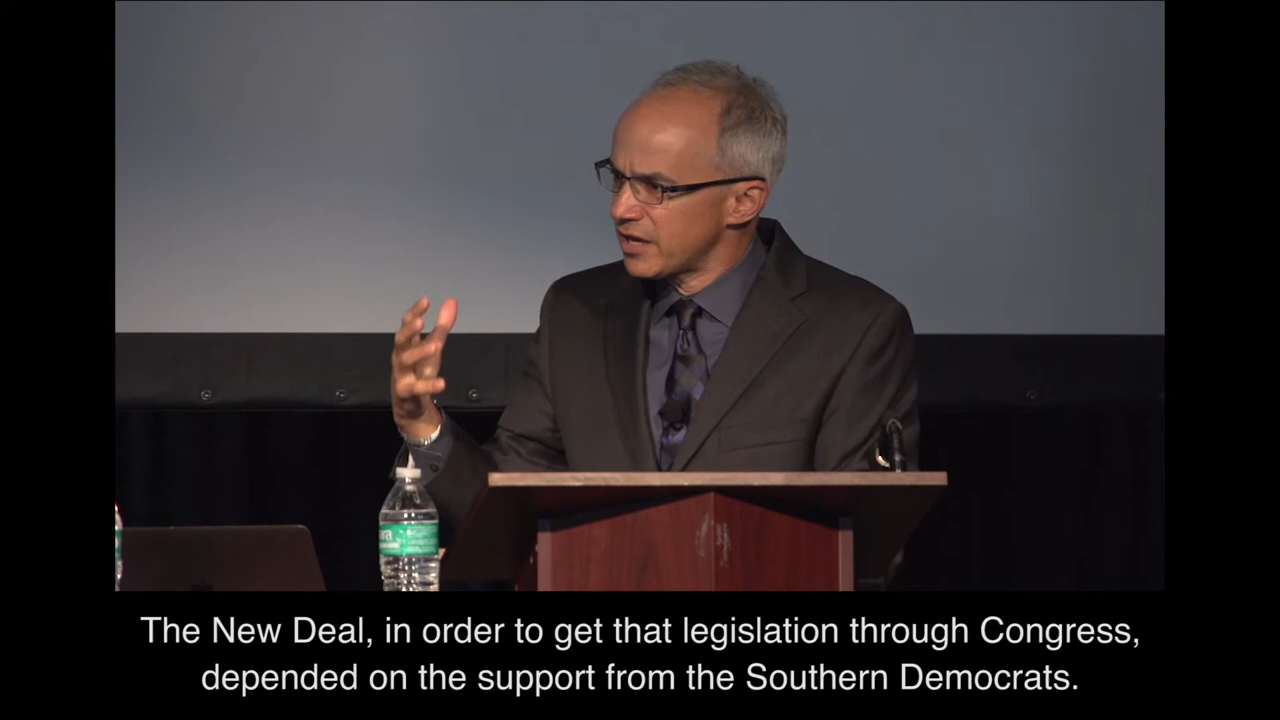 The New Deal, in order to get that legislation through Congress,
depended on the support from the Southern Democrats.